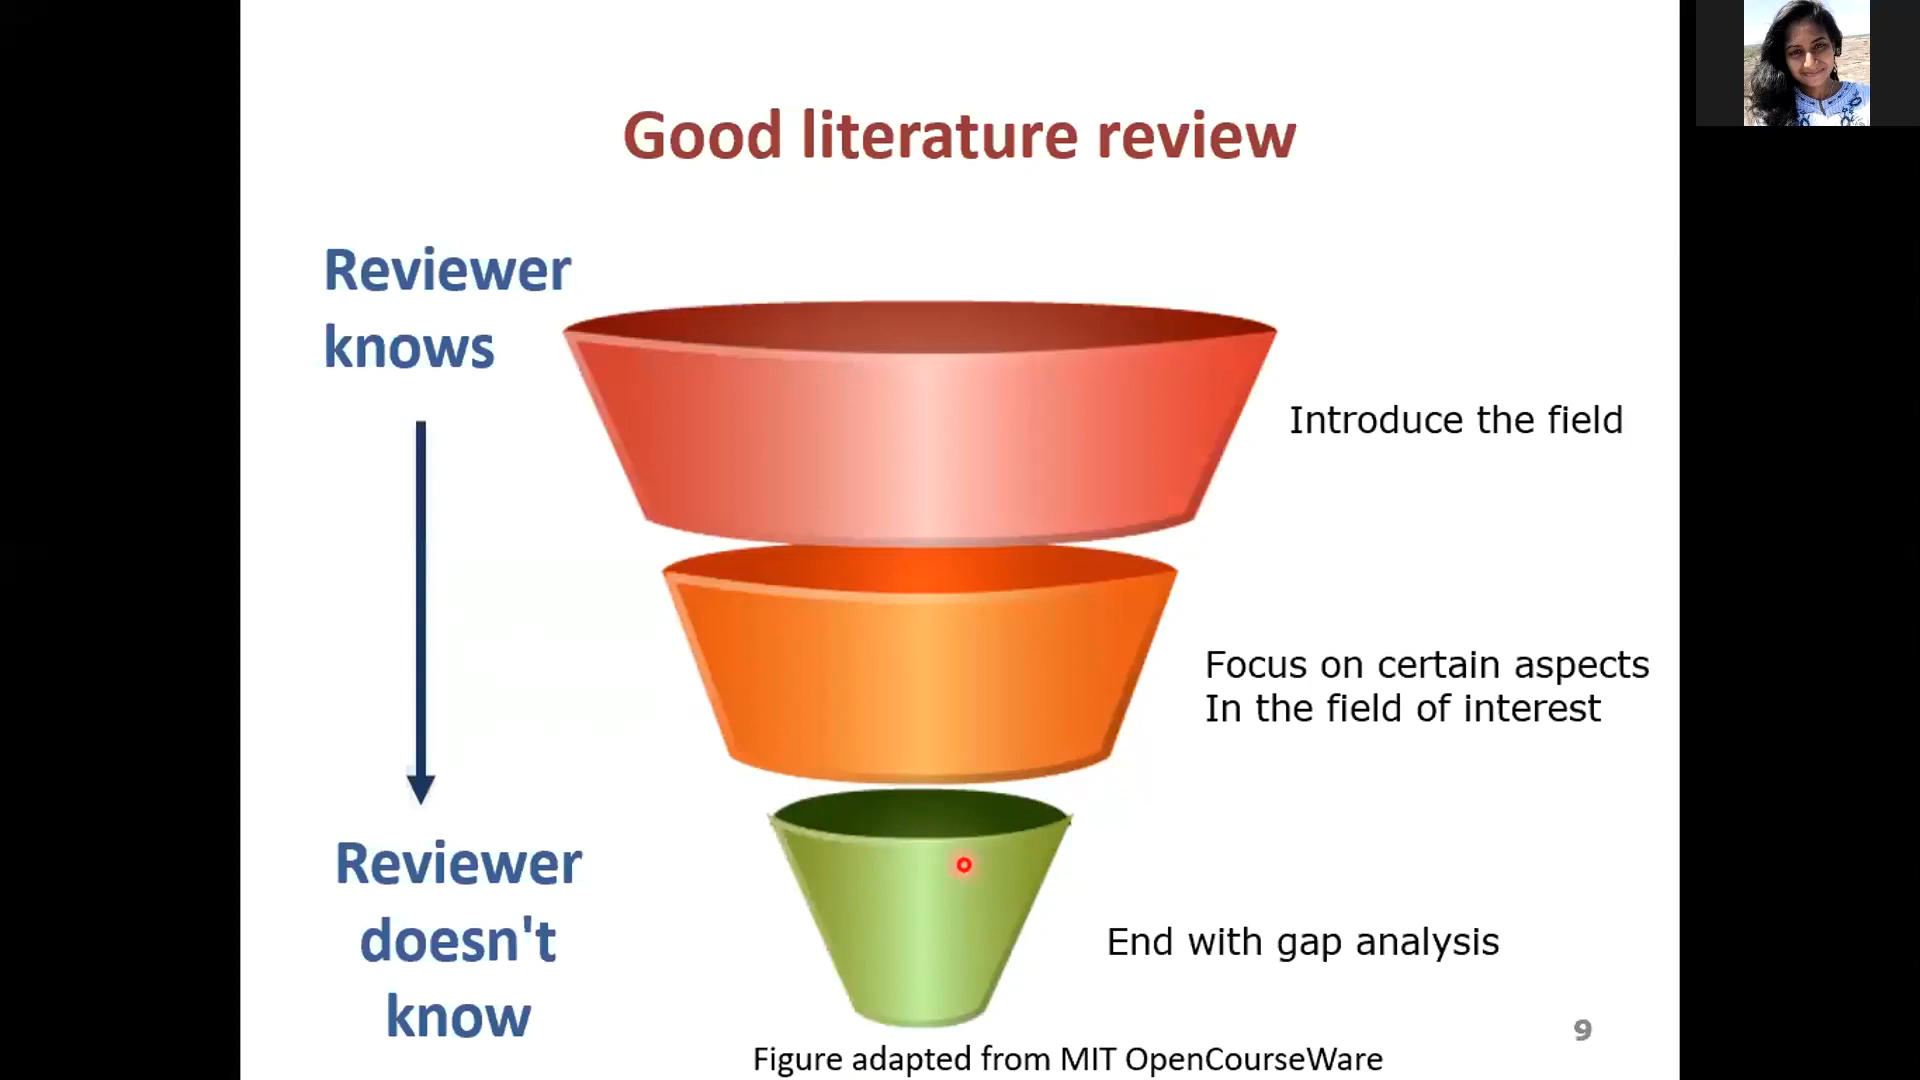 Good literature review
Reviewer
knows
Introduce the field
Focus on certain aspects
In the field of interest
Reviewer
doesn't
know
End with gap analysis
9
Figure adapted from MIT OpenCourseWare